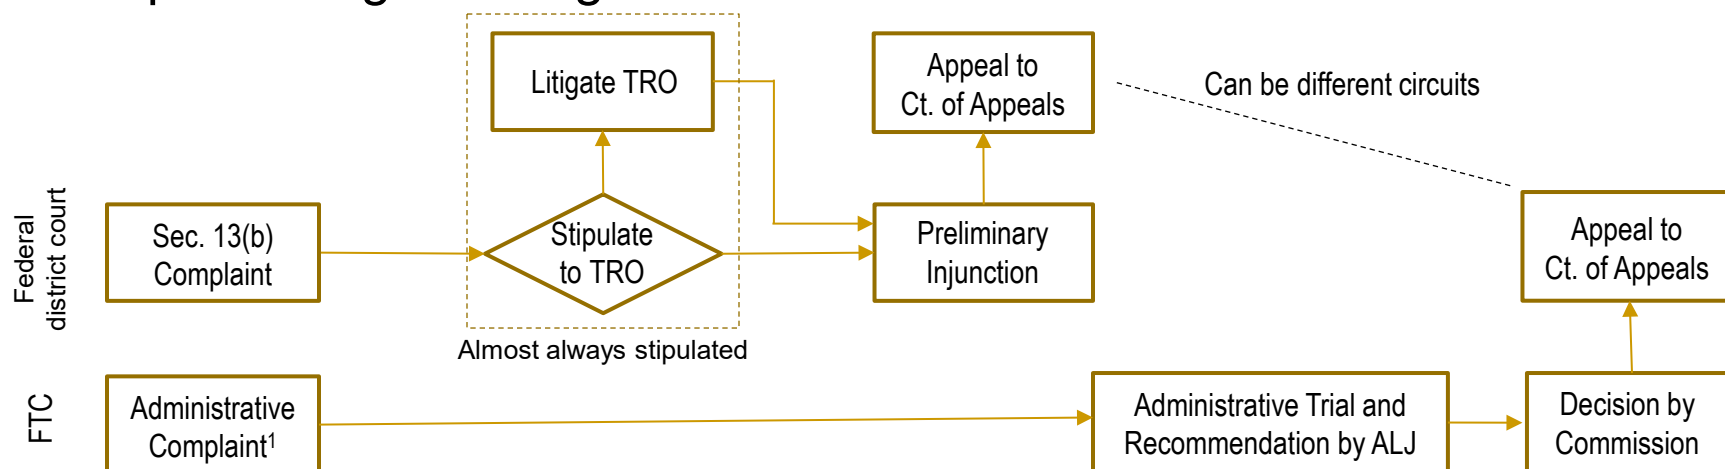 Litigate TRO
Appeal to
Ct. of Appeals
Can be different circuits
Federal
district court
Sec. 13(b)
Complaint
Stipulate
to TRO
Preliminary
Injunction
Appeal to
Ct. of Appeals
Almost always stipulated
FTC
Administrative
Complaint¹
Administrative Trial and
Recommendation by ALJ
Decision by
Commission